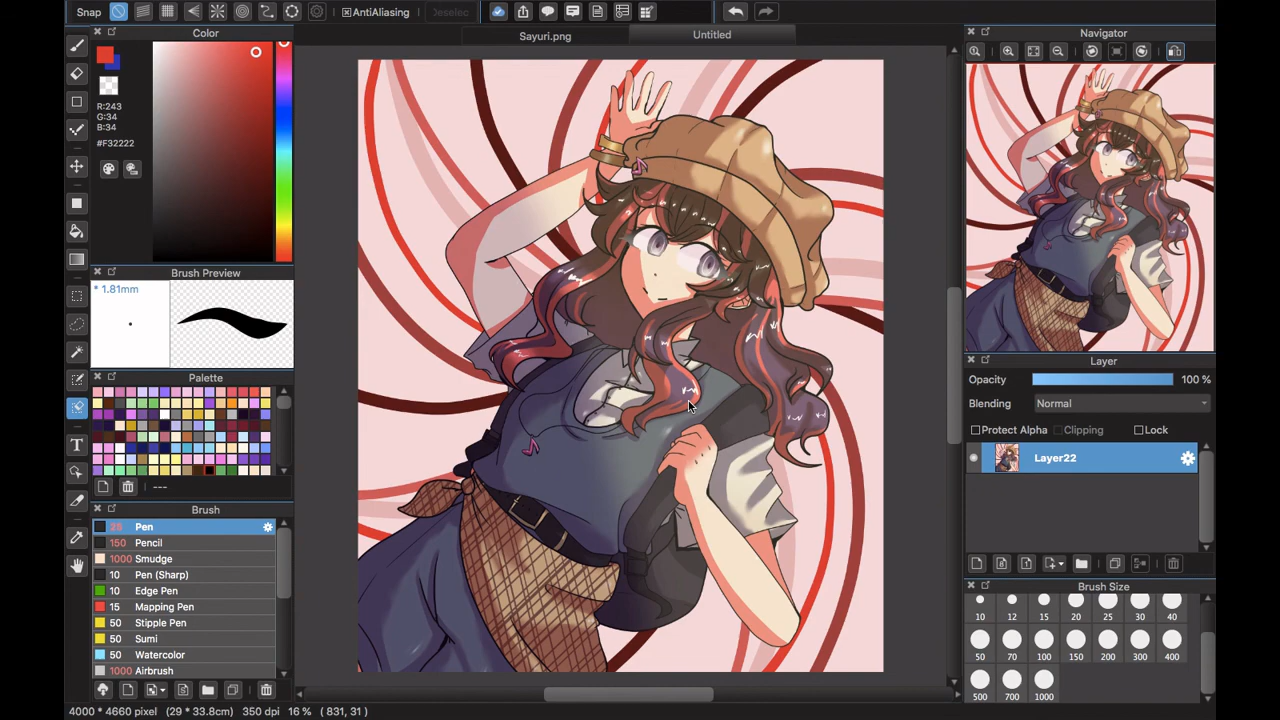 Snap AntiAliasing Deselec
Sayuri.png Untitled
Color
R:243
G:34
B:34
#F32222
Brush Preview
* 1.81mm
Palette
---
Brush
25 Pen
150 Pencil
1000 Smudge
10 Pen (Sharp)
10 Edge Pen
15 Mapping Pen
50 Stipple Pen
50 Sumi
50 Watercolor
1000 Airbrush
4000 * 4660 pixel (29 * 33.8cm) 350 dpi 16 % ( 831, 31 )
Navigator
Layer
Opacity 100 %
Blending Normal
Protect Alpha Clipping Lock
Layer22
Brush Size
10 12 15 20 25 30 40
50 70 100 150 200 300 400
500 700 1000